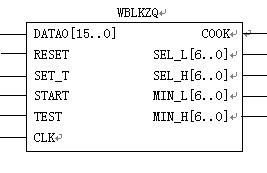 WBLKZQ
DATAO[15..0] COOK
RESET SEL_L[6..0]
SET_T SEL_H[6..0]
START MIN_L[6..0]
TEST MIN_H[6..0]
CLK